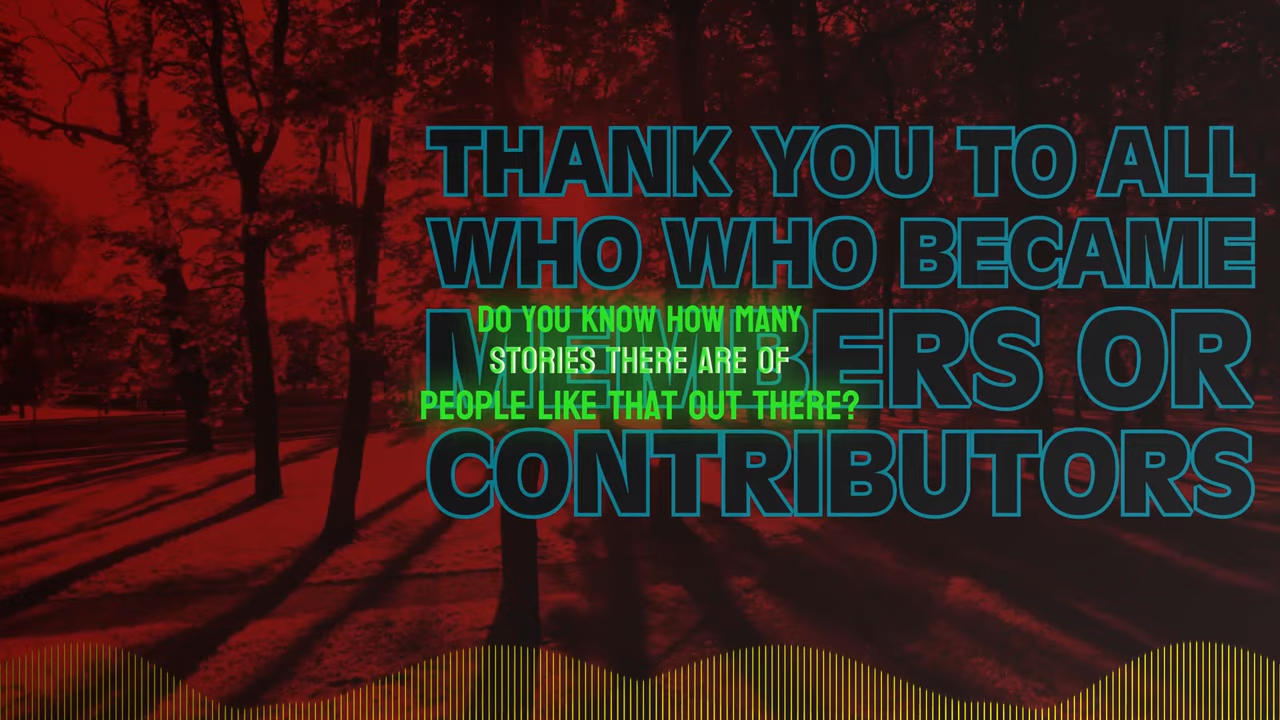 THANK YOU TO ALL
WHO WHO BECAME
MEMBERS OR
CONTRIBUTORS
DO YOU KNOW HOW MANY
STORIES THERE ARE OF
PEOPLE LIKE THAT OUT THERE?